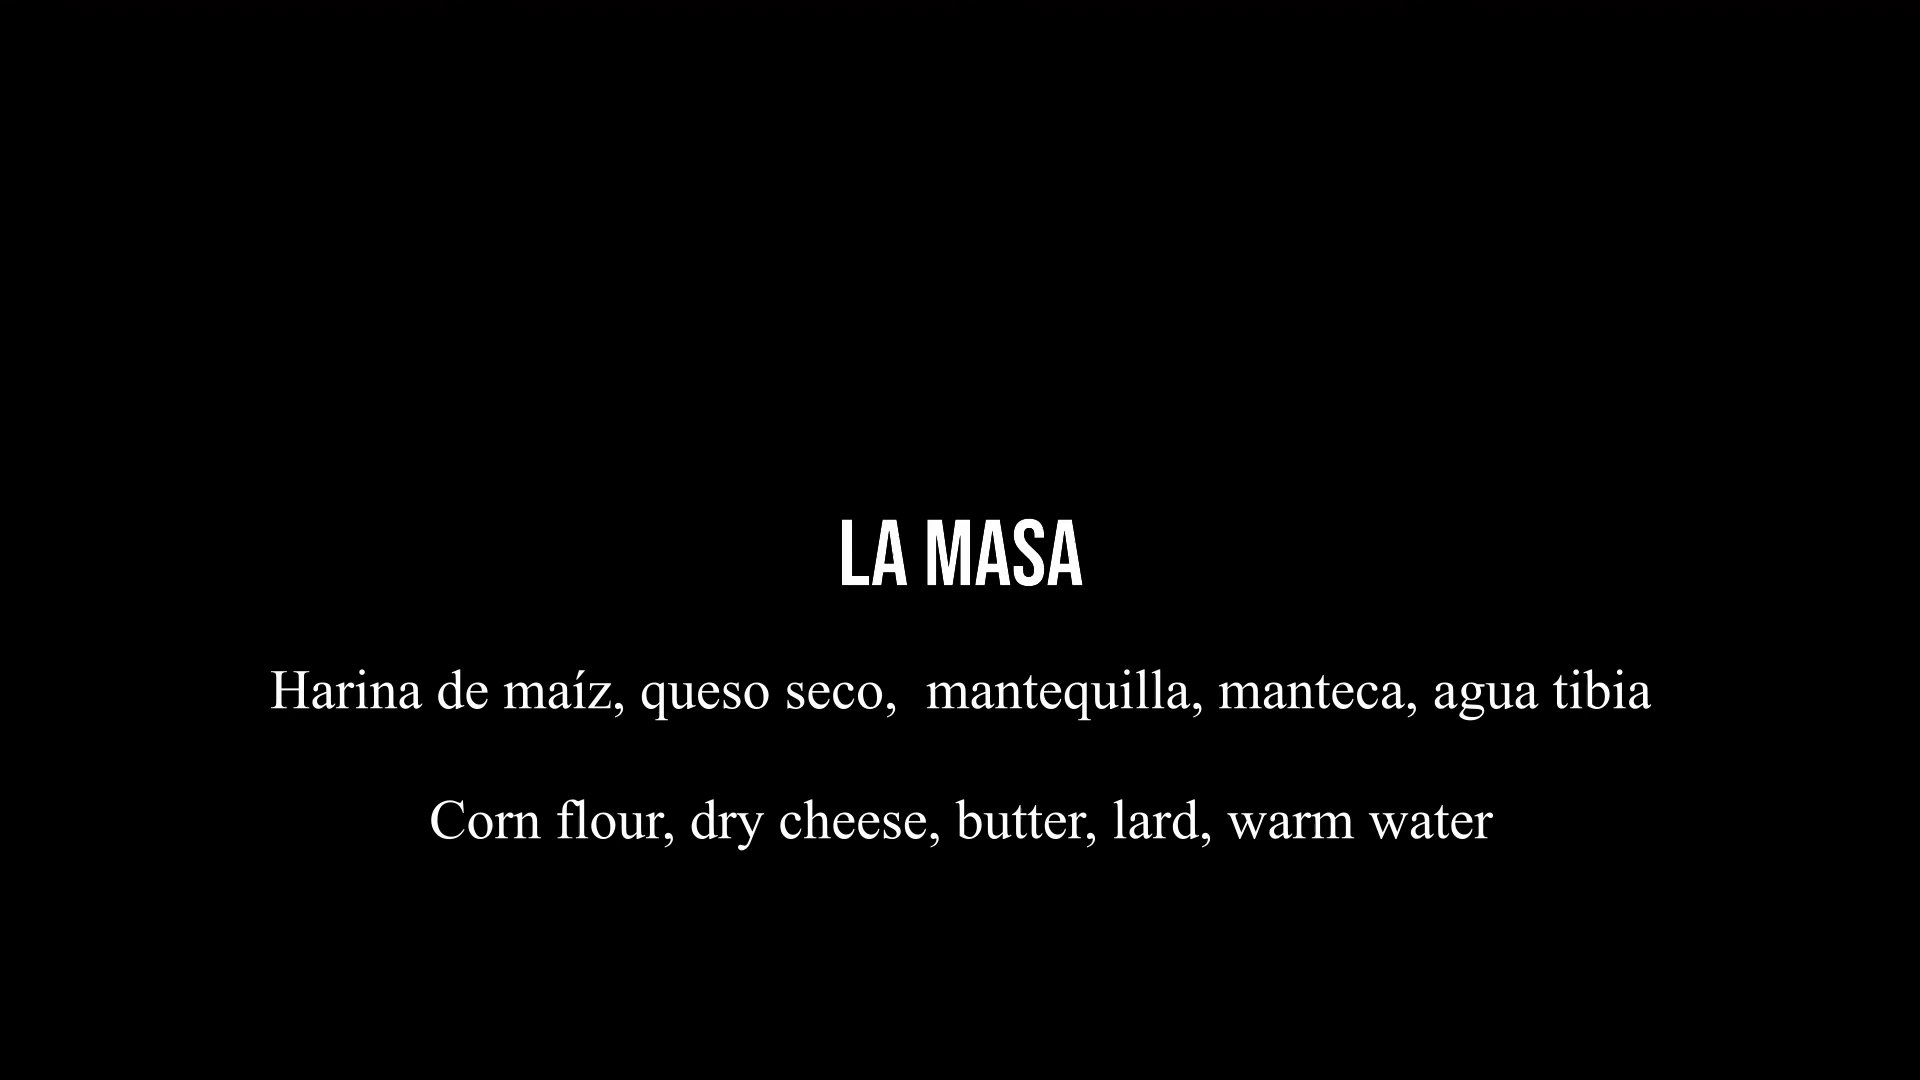 LA MASA
Harina de maíz, queso seco,  mantequilla, manteca, agua tibia
Corn flour, dry cheese, butter, lard, warm water